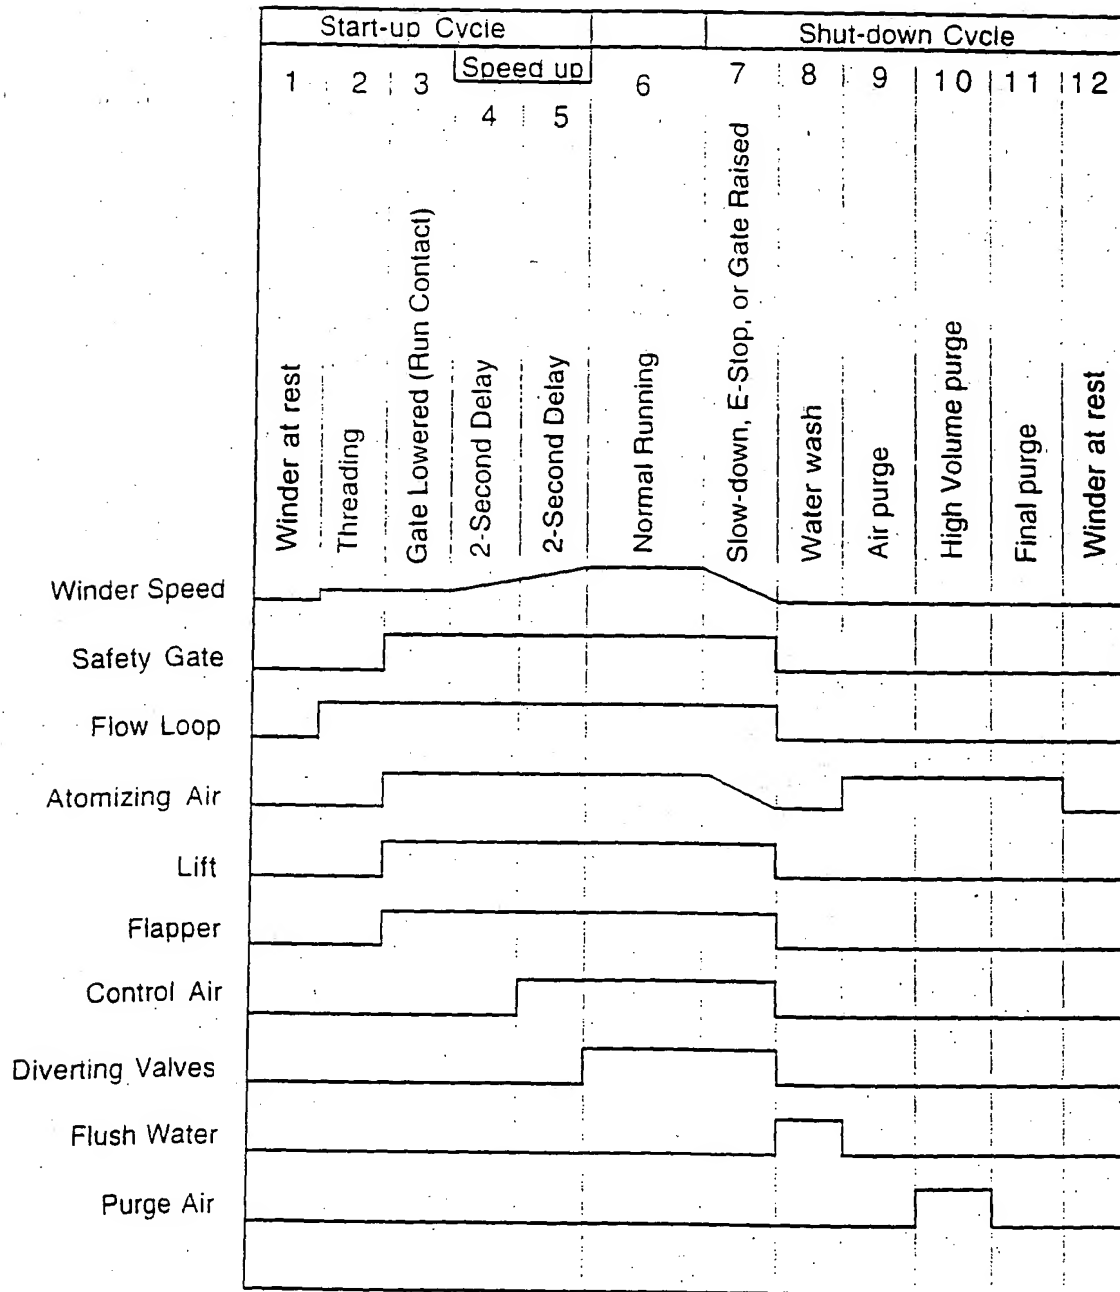 Start-up Cycle
Shut-down Cycle
Speed up
1 2 3 4 5 6 7 8 9 10 11 12
Winder at rest
Threading
Gate Lowered (Run Contact)
2-Second Delay
2-Second Delay
Normal Running
Slow-down, E-Stop, or Gate Raised
Water wash
Air purge
High Volume purge
Final purge
Winder at rest
Winder Speed
Safety Gate
Flow Loop
Atomizing Air
Lift
Flapper
Control Air
Diverting Valves
Flush Water
Purge Air